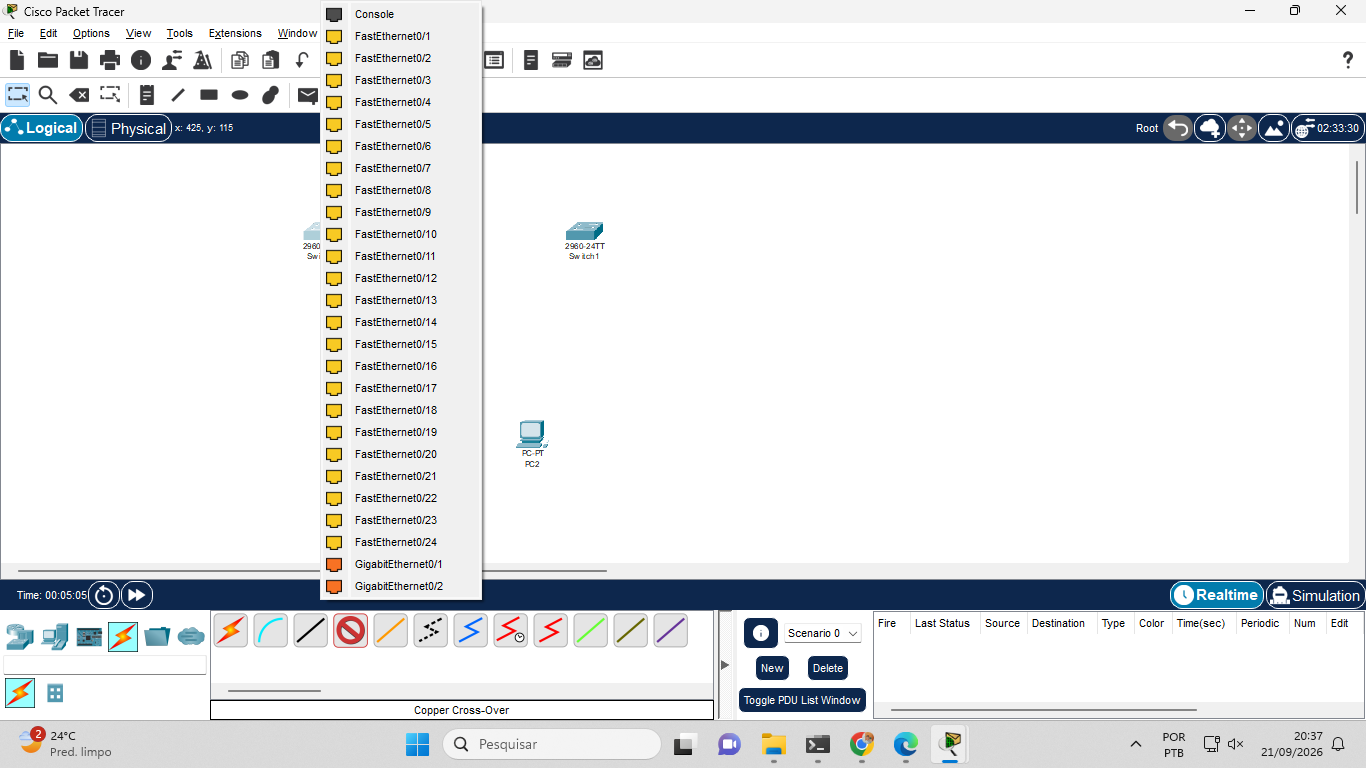 Cisco Packet Tracer
File Edit Options View Tools Extensions Window
Console
FastEthernet0/1
FastEthernet0/2
FastEthernet0/3
FastEthernet0/4
FastEthernet0/5
FastEthernet0/6
FastEthernet0/7
FastEthernet0/8
FastEthernet0/9
FastEthernet0/10
FastEthernet0/11
FastEthernet0/12
FastEthernet0/13
FastEthernet0/14
FastEthernet0/15
FastEthernet0/16
FastEthernet0/17
FastEthernet0/18
FastEthernet0/19
FastEthernet0/20
FastEthernet0/21
FastEthernet0/22
FastEthernet0/23
FastEthernet0/24
GigabitEthernet0/1
GigabitEthernet0/2
?
Logical Physical x: 425, y: 115
Root 02:33:30
2960
Swi
2960-24TT
Switch1
PC-PT
PC2
Time: 00:05:05
Realtime Simulation
Copper Cross-Over
Scenario 0
New Delete
Toggle PDU List Window
Fire Last Status Source Destination Type Color Time(sec) Periodic Num Edit
2
24°C
Pred. limpo
Pesquisar
POR
PTB
20:37
21/09/2026